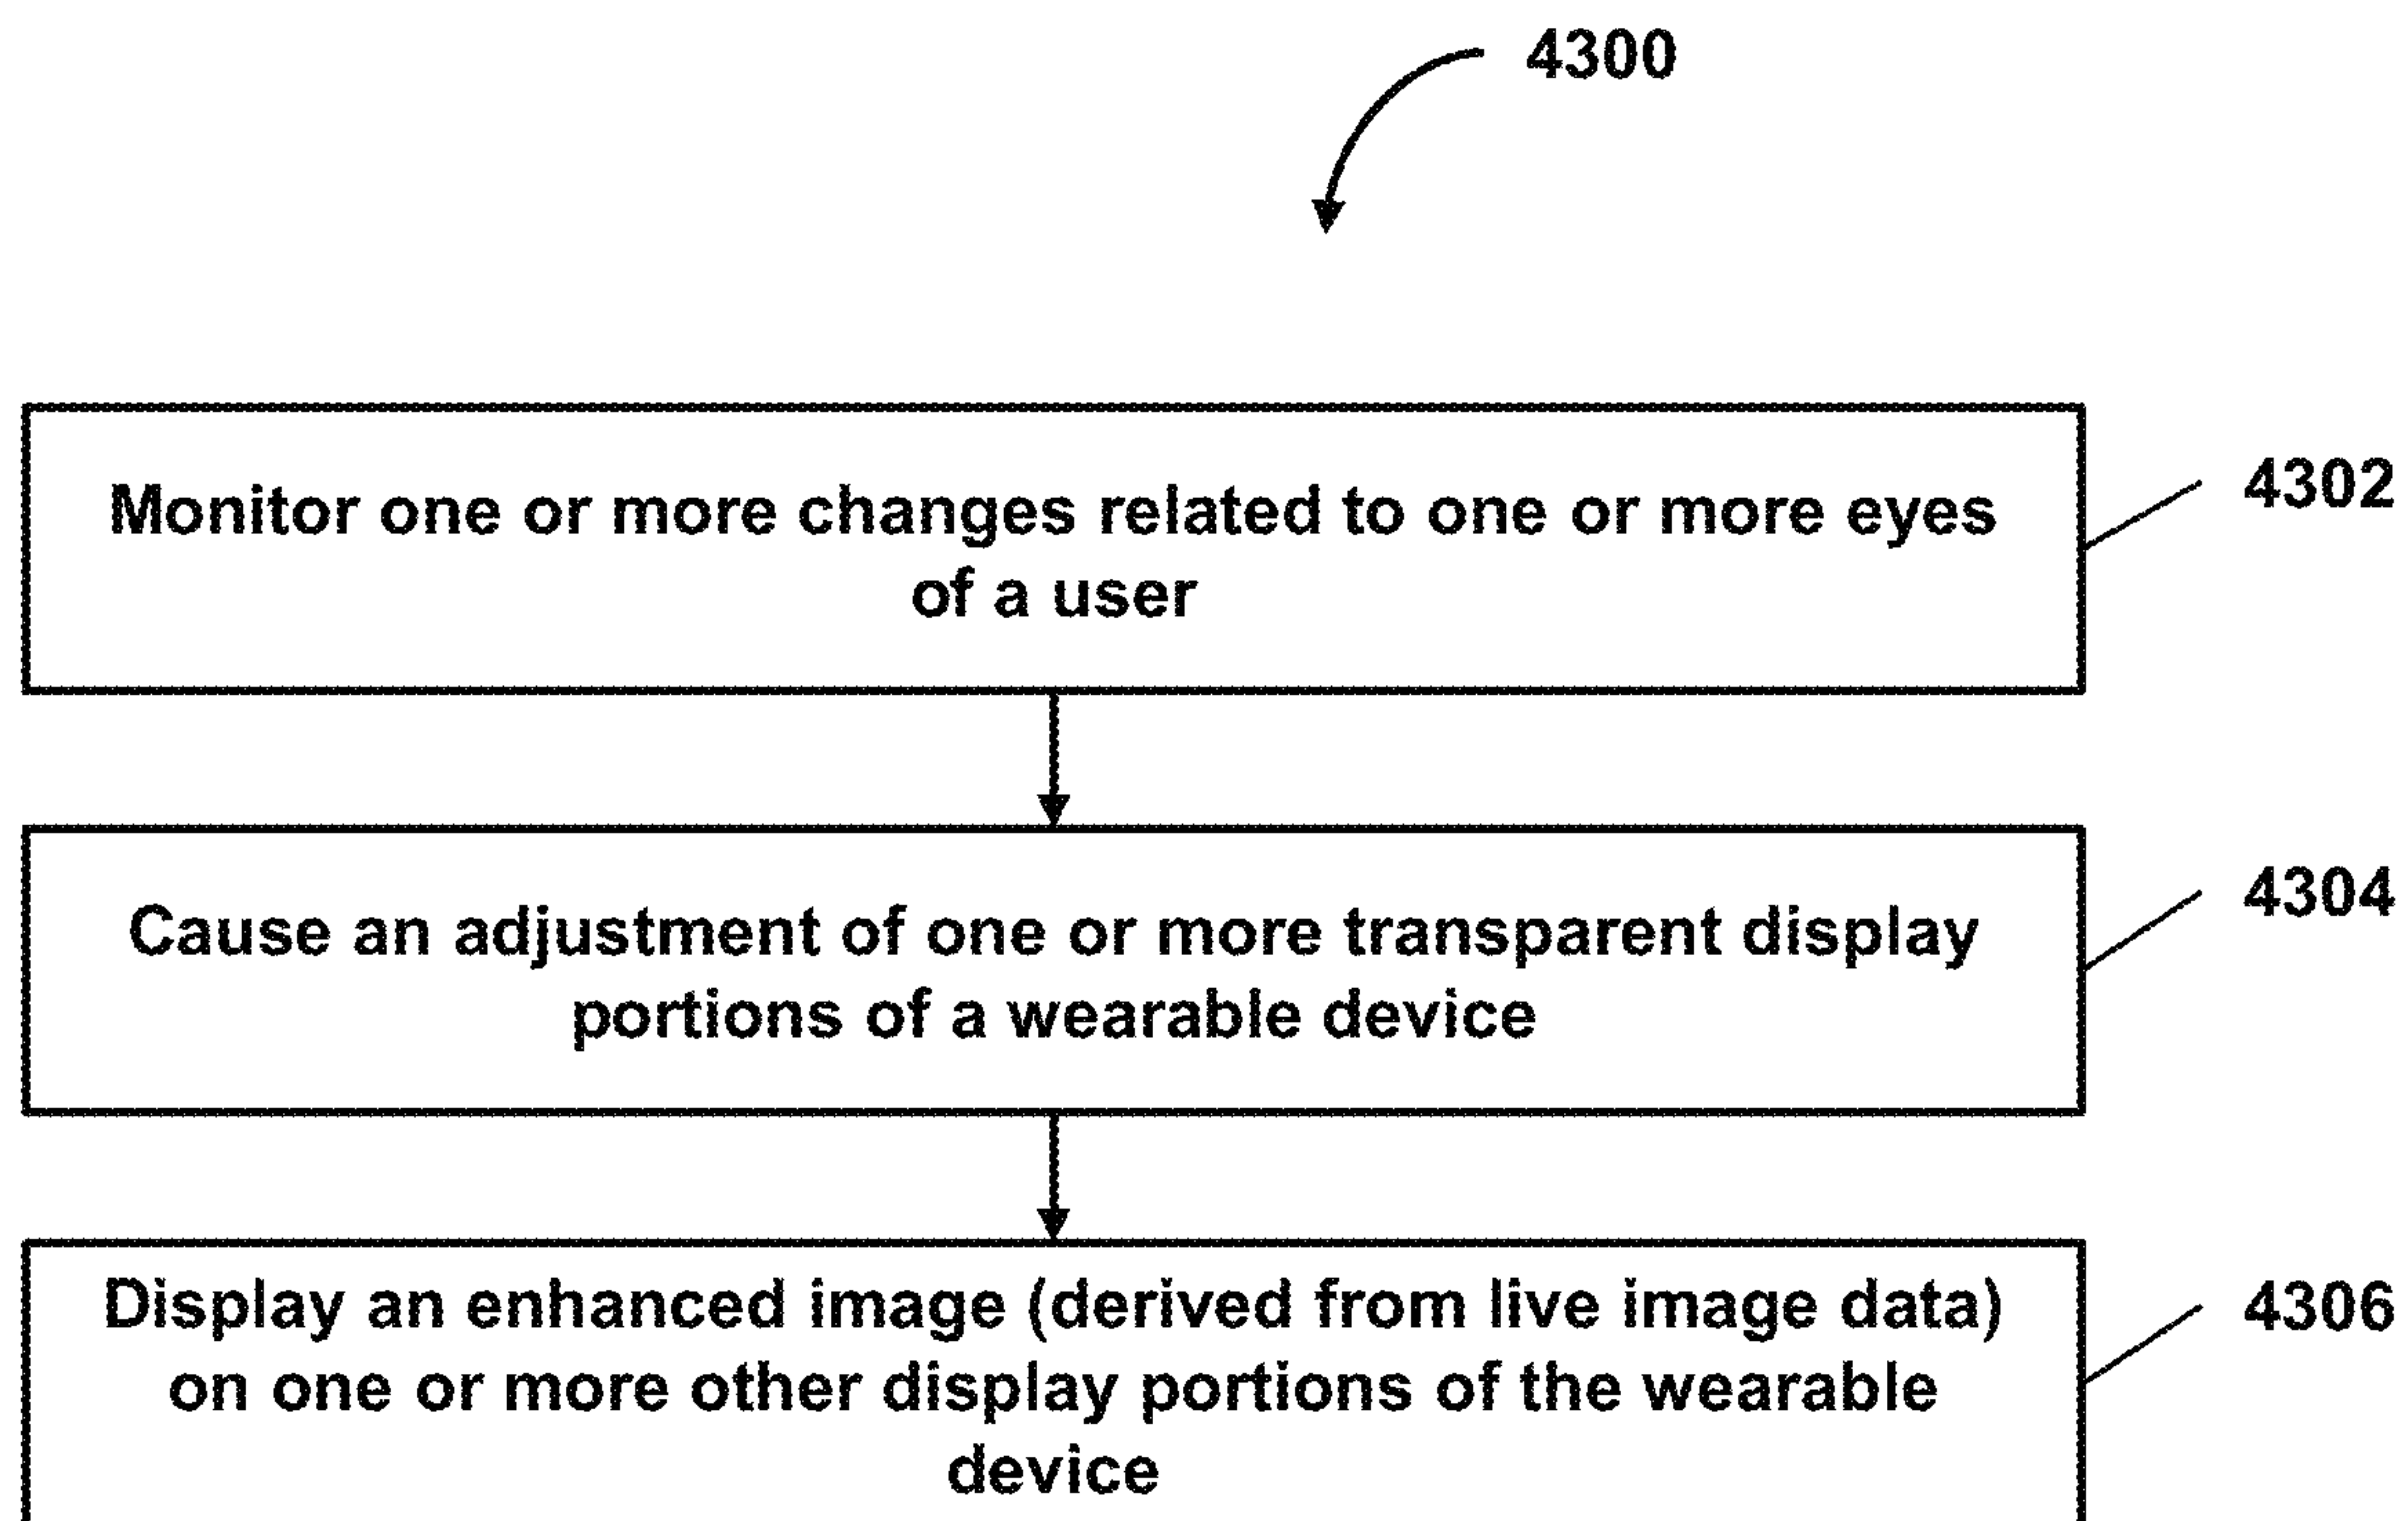 4300
Monitor one or more changes related to one or more eyes
of a user
4302
Cause an adjustment of one or more transparent display
portions of a wearable device
4304
Display an enhanced image (derived from live image data)
on one or more other display portions of the wearable
device
4306